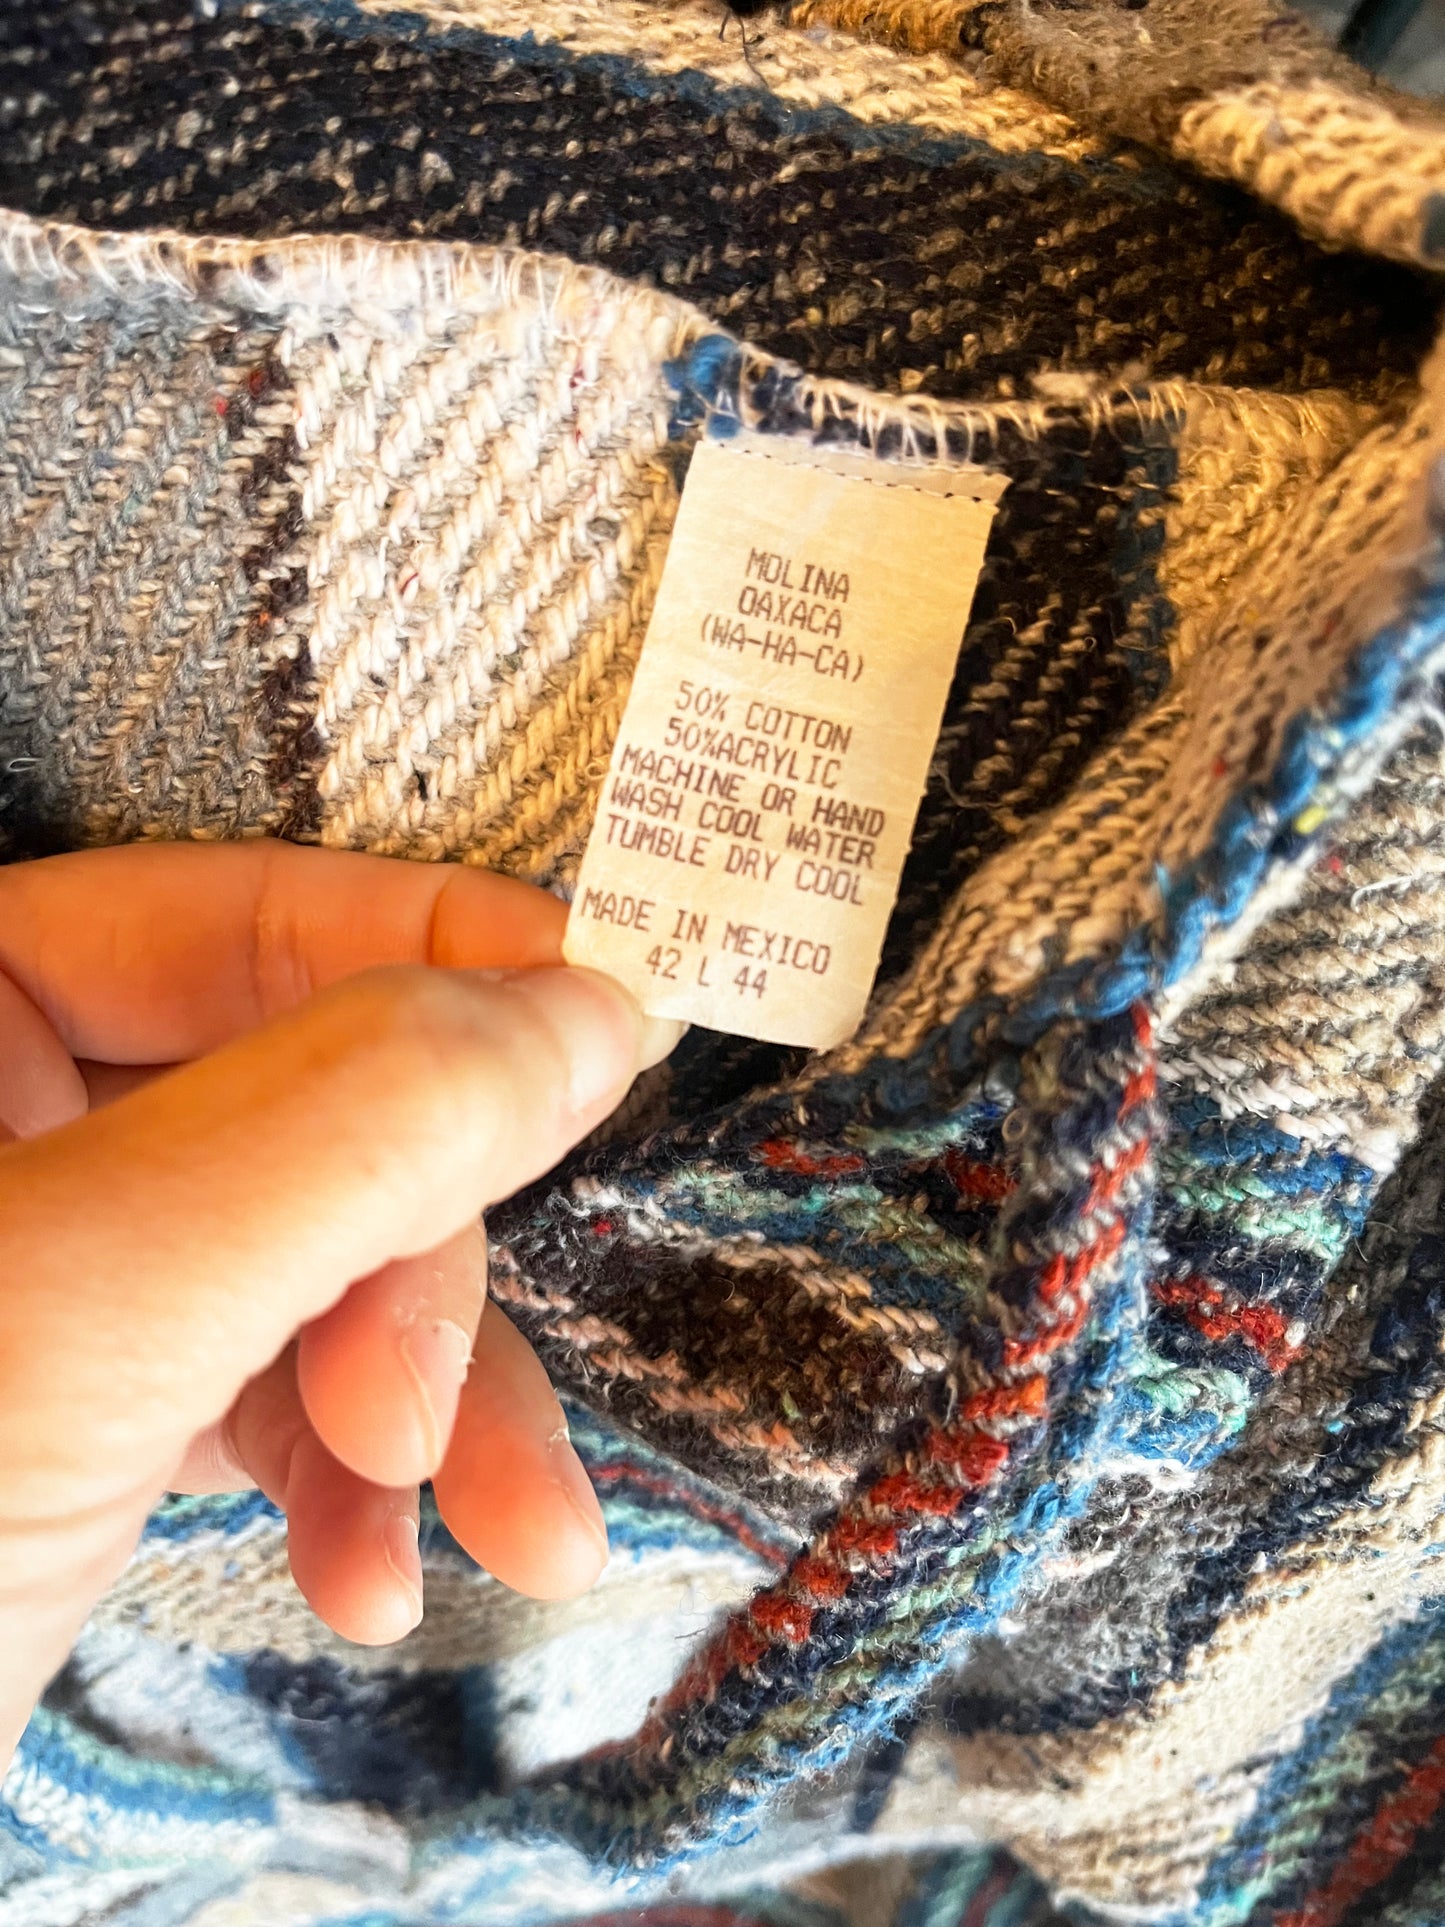 MOLINA
OAXACA
(WA-HA-CA)
50% COTTON
50%ACRYLIC
MACHINE OR HAND
WASH COOL WATER
TUMBLE DRY COOL
MADE IN MEXICO
42 L 44